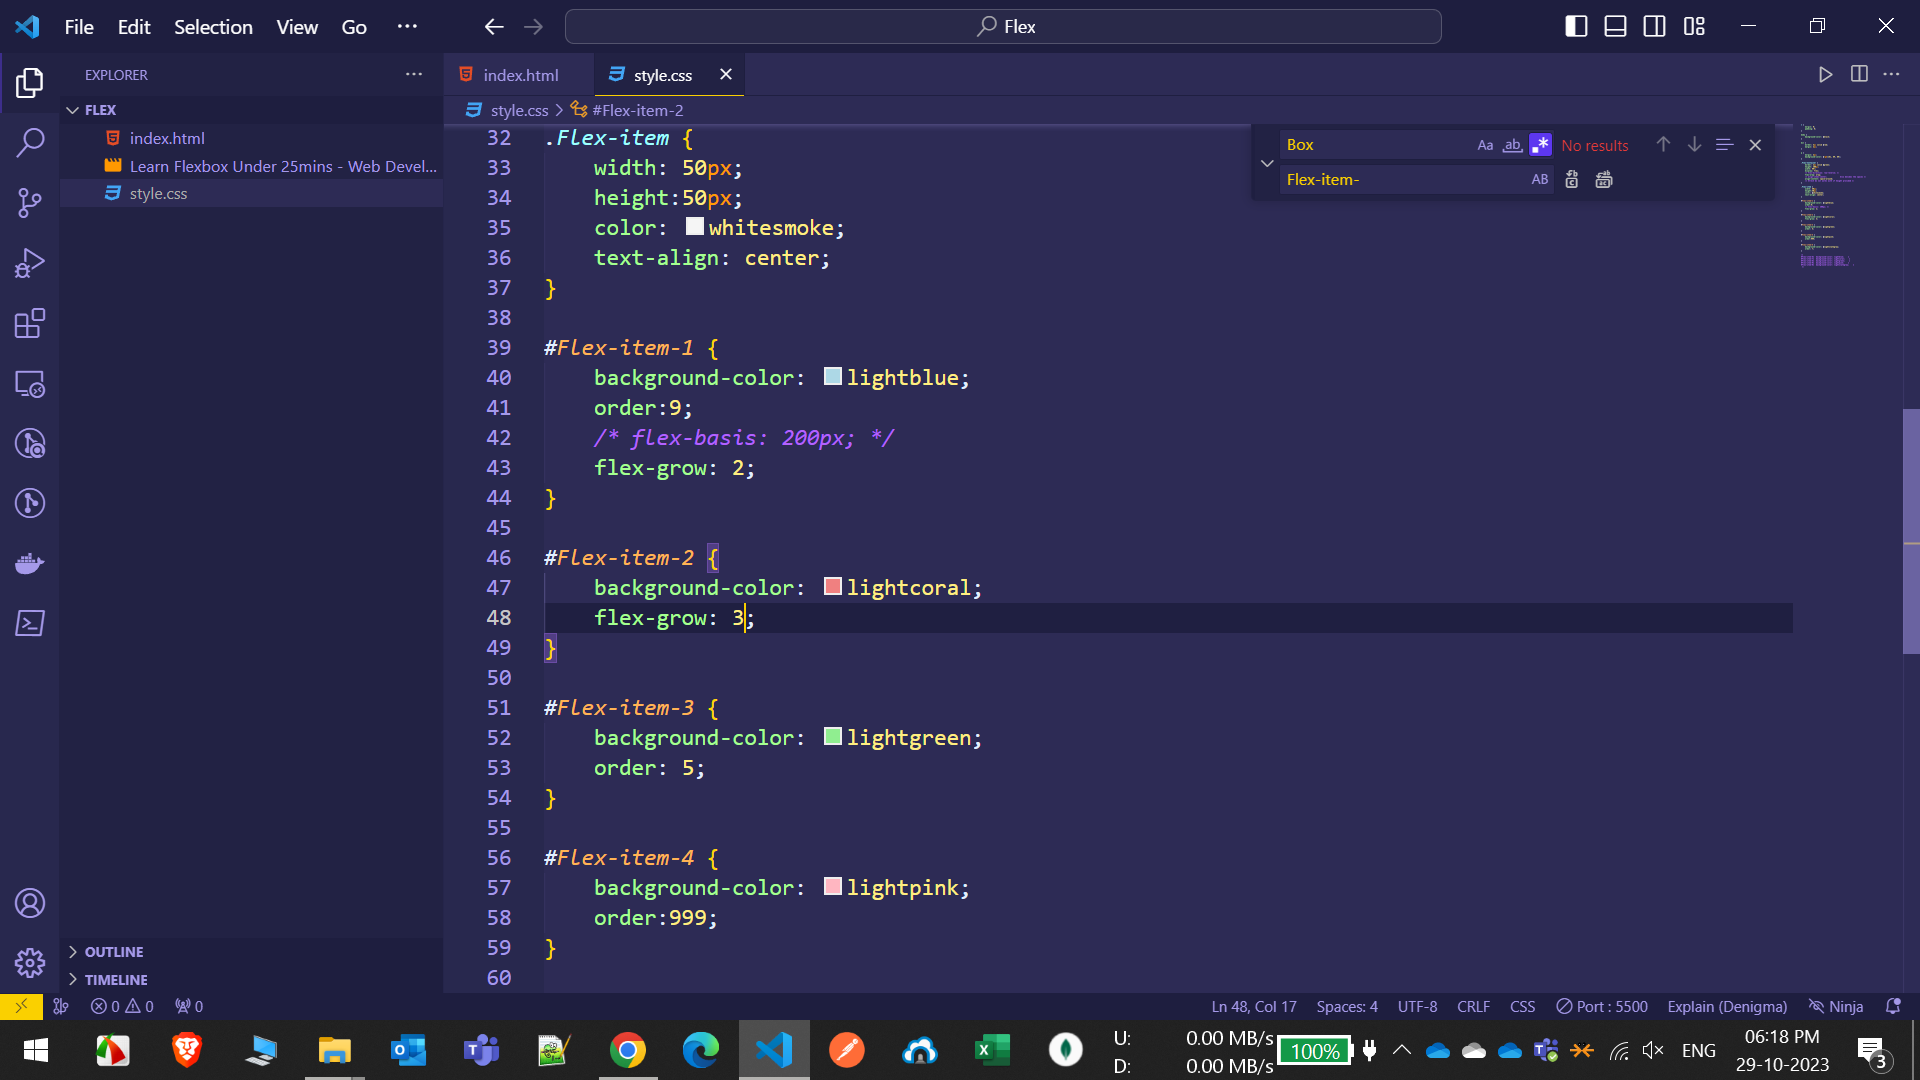 File Edit Selection View Go
Flex
EXPLORER
FLEX
index.html
Learn Flexbox Under 25mins - Web Devel...
style.css
OUTLINE
TIMELINE
index.html
style.css
style.css > #Flex-item-2
Box Aa ab No results
Flex-item- AB
32 .Flex-item {
33 width: 50px;
34 height:50px;
35 color: whitesmoke;
36 text-align: center;
37 }
38
39 #Flex-item-1 {
40 background-color: lightblue;
41 order:9;
42 /* flex-basis: 200px; */
43 flex-grow: 2;
44 }
45
46 #Flex-item-2 {
47 background-color: lightcoral;
48 flex-grow: 3;
49 }
50
51 #Flex-item-3 {
52 background-color: lightgreen;
53 order: 5;
54 }
55
56 #Flex-item-4 {
57 background-color: lightpink;
58 order:999;
59 }
60
0 0 0 Ln 48, Col 17 Spaces: 4 UTF-8 CRLF CSS Port : 5500 Explain (Denigma) Ninja
U: 0.00 MB/s
D: 0.00 MB/s
100%
ENG
06:18 PM
29-10-2023
3